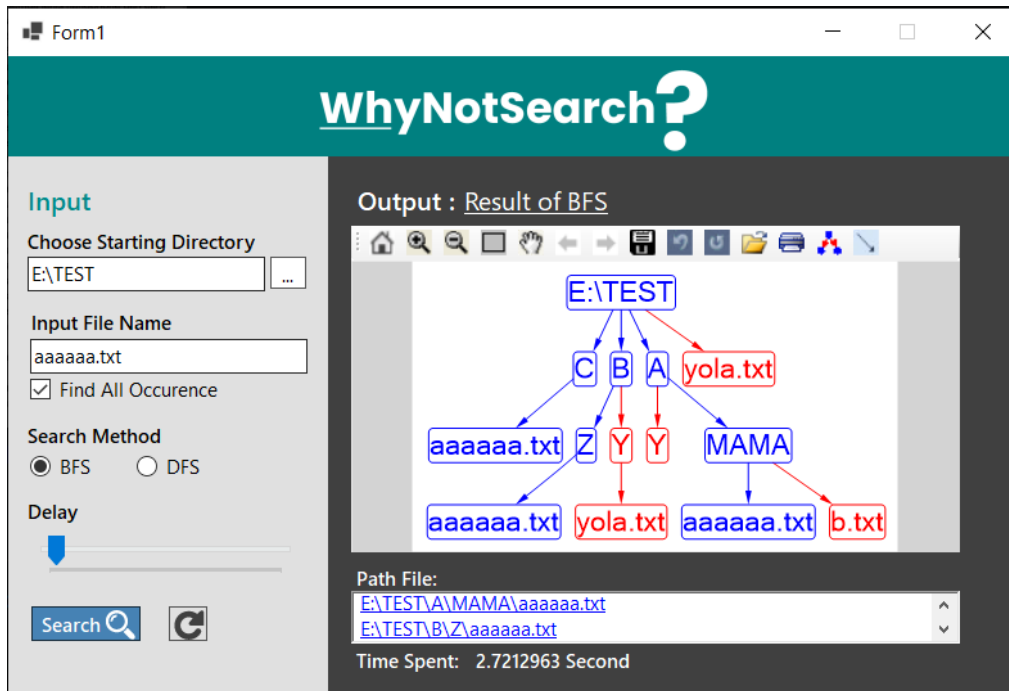 Form1
WhyNotSearch?
Input
Choose Starting Directory
E:\TEST
...
Input File Name
aaaaaa.txt
Find All Occurence
Search Method
BFS DFS
Delay
Search
Output : Result of BFS
E:\TEST
C B A yola.txt
aaaaaa.txt Z Y Y MAMA
aaaaaa.txt yola.txt aaaaaa.txt b.txt
Path File:
E:\TEST\A\MAMA\aaaaaa.txt
E:\TEST\B\Z\aaaaaa.txt
Time Spent: 2.7212963 Second